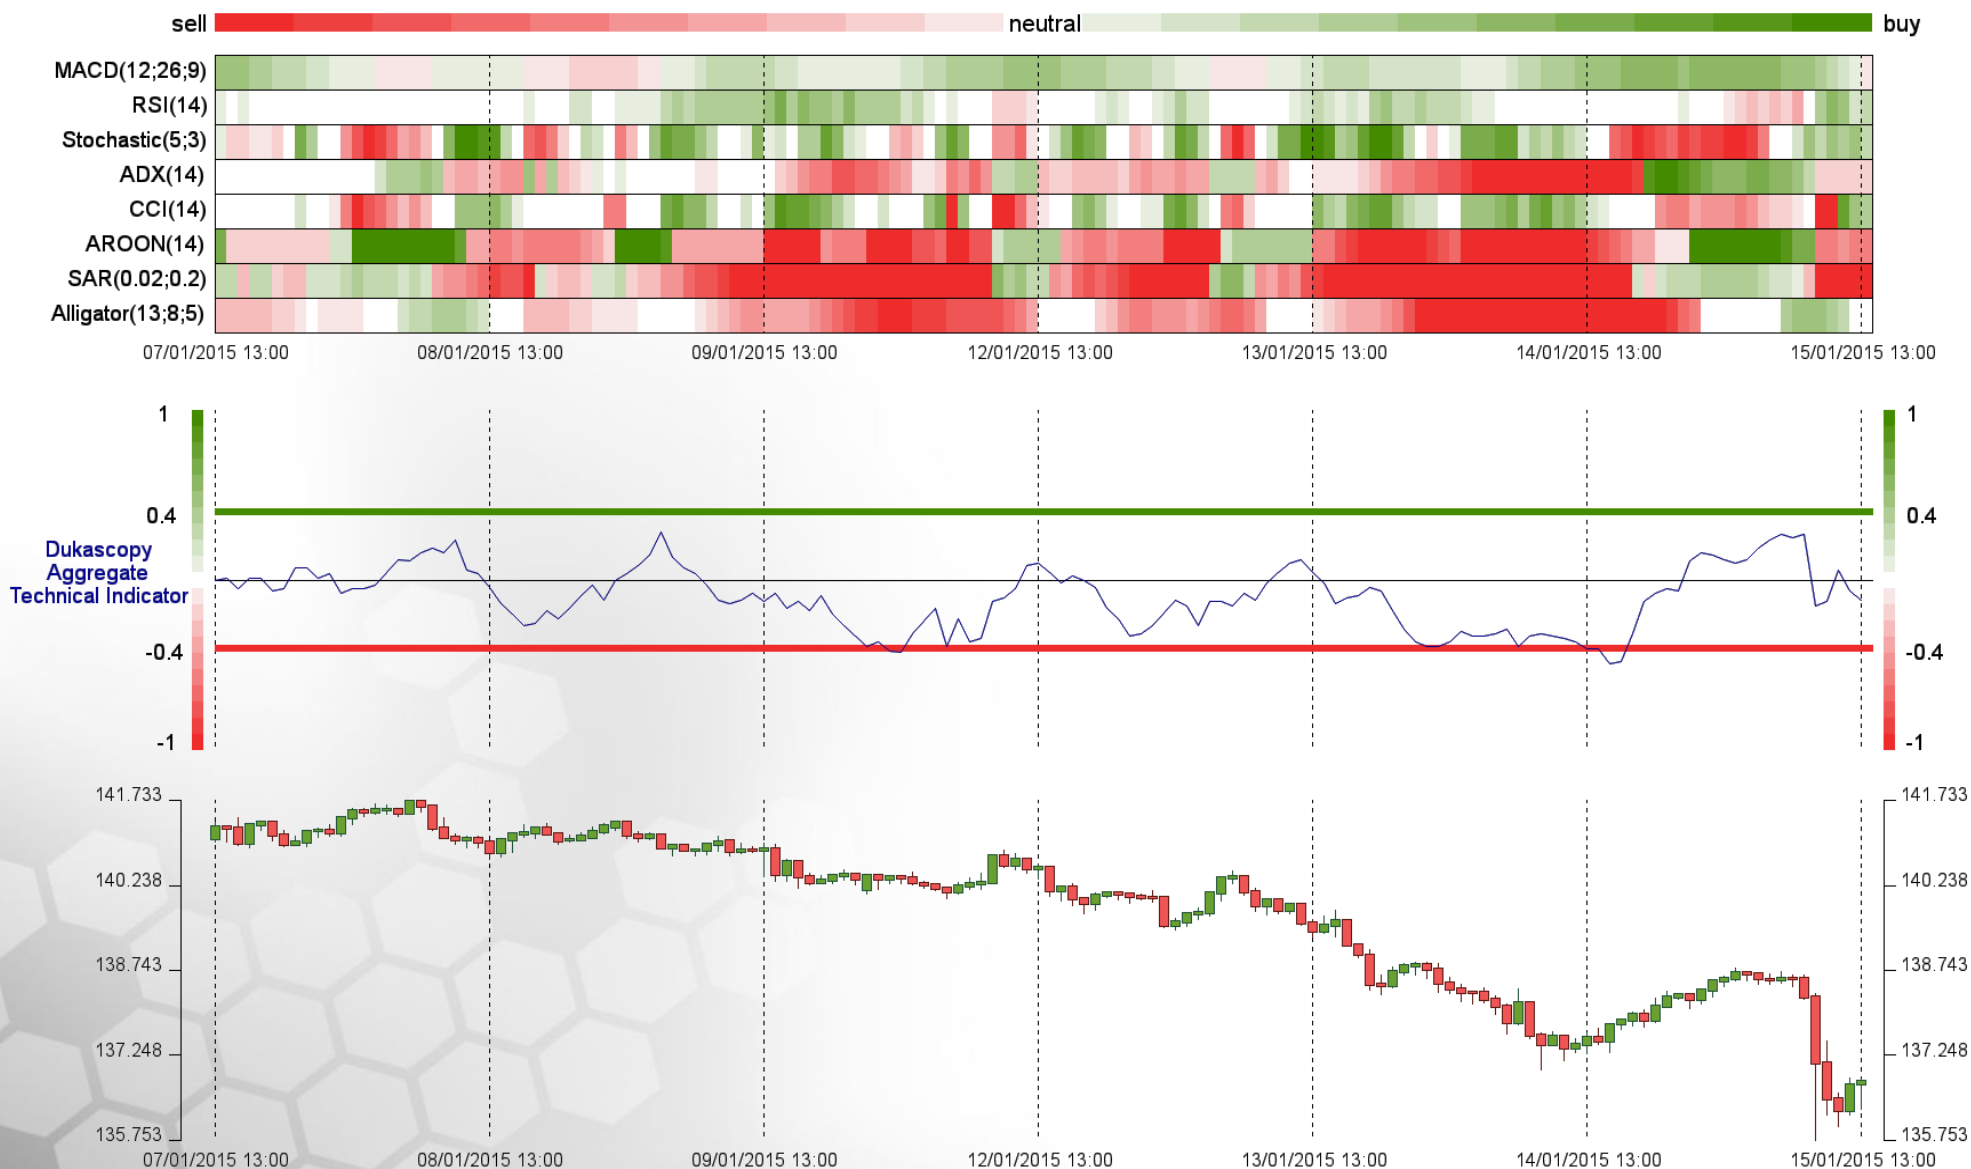 sell neutral buy
MACD(12;26;9)
RSI(14)
Stochastic(5;3)
ADX(14)
CCI(14)
AROON(14)
SAR(0.02;0.2)
Alligator(13;8;5)
07/01/2015 13:00 08/01/2015 13:00 09/01/2015 13:00 12/01/2015 13:00 13/01/2015 13:00 14/01/2015 13:00 15/01/2015 13:00
1 1
0.4 0.4
Dukascopy
Aggregate
Technical Indicator
-0.4 -0.4
-1 -1
141.733 141.733
140.238 140.238
138.743 138.743
137.248 137.248
135.753 135.753
07/01/2015 13:00 08/01/2015 13:00 09/01/2015 13:00 12/01/2015 13:00 13/01/2015 13:00 14/01/2015 13:00 15/01/2015 13:00